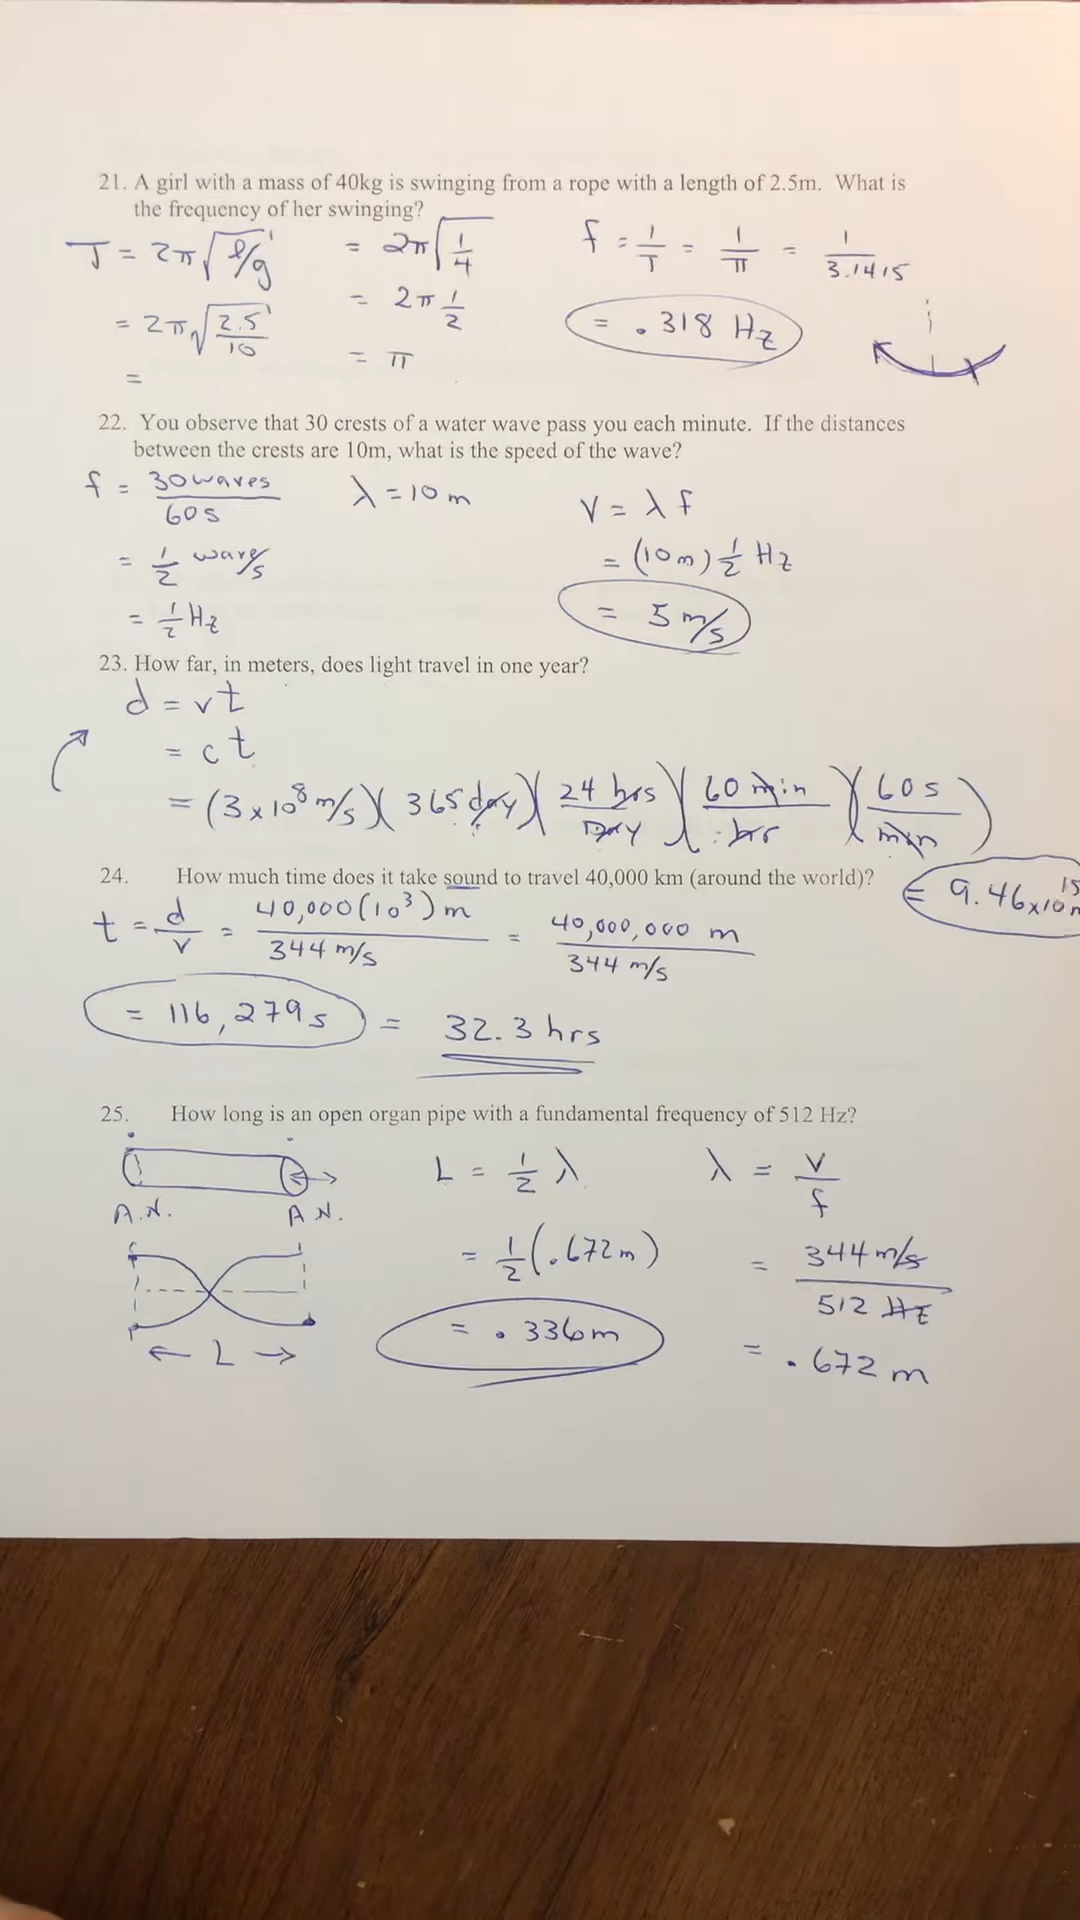 21. A girl with a mass of 40kg is swinging from a rope with a length of 2.5m. What is
the frequency of her swinging?
T = 2π√l/g
= 2π√2.5/10
=
= 2π√1/4
= 2π 1/2
= π
f = 1/T = 1/π = 1/3.1415
= .318 Hz
22. You observe that 30 crests of a water wave pass you each minute. If the distances
between the crests are 10m, what is the speed of the wave?
f = 30 waves/60 s
= 1/2 wave/s
= 1/2 Hz
λ = 10 m
V = λ f
= (10m) 1/2 Hz
= 5 m/s
23. How far, in meters, does light travel in one year?
d = vt
= ct
= (3 x 10⁸ m/s)(365 day)(24 hrs/Day)(60 min/hr)(60 s/min)
= 9.46 x 10¹⁵ m
24. How much time does it take sound to travel 40,000 km (around the world)?
t = d/v = 40,000(10³) m/344 m/s = 40,000,000 m/344 m/s
= 116,279 s = 32.3 hrs
25. How long is an open organ pipe with a fundamental frequency of 512 Hz?
A.N. A.N.
L
L = 1/2 λ
= 1/2 (.672 m)
= .336 m
λ = v/f
= 344 m/s/512 Hz
= .672 m